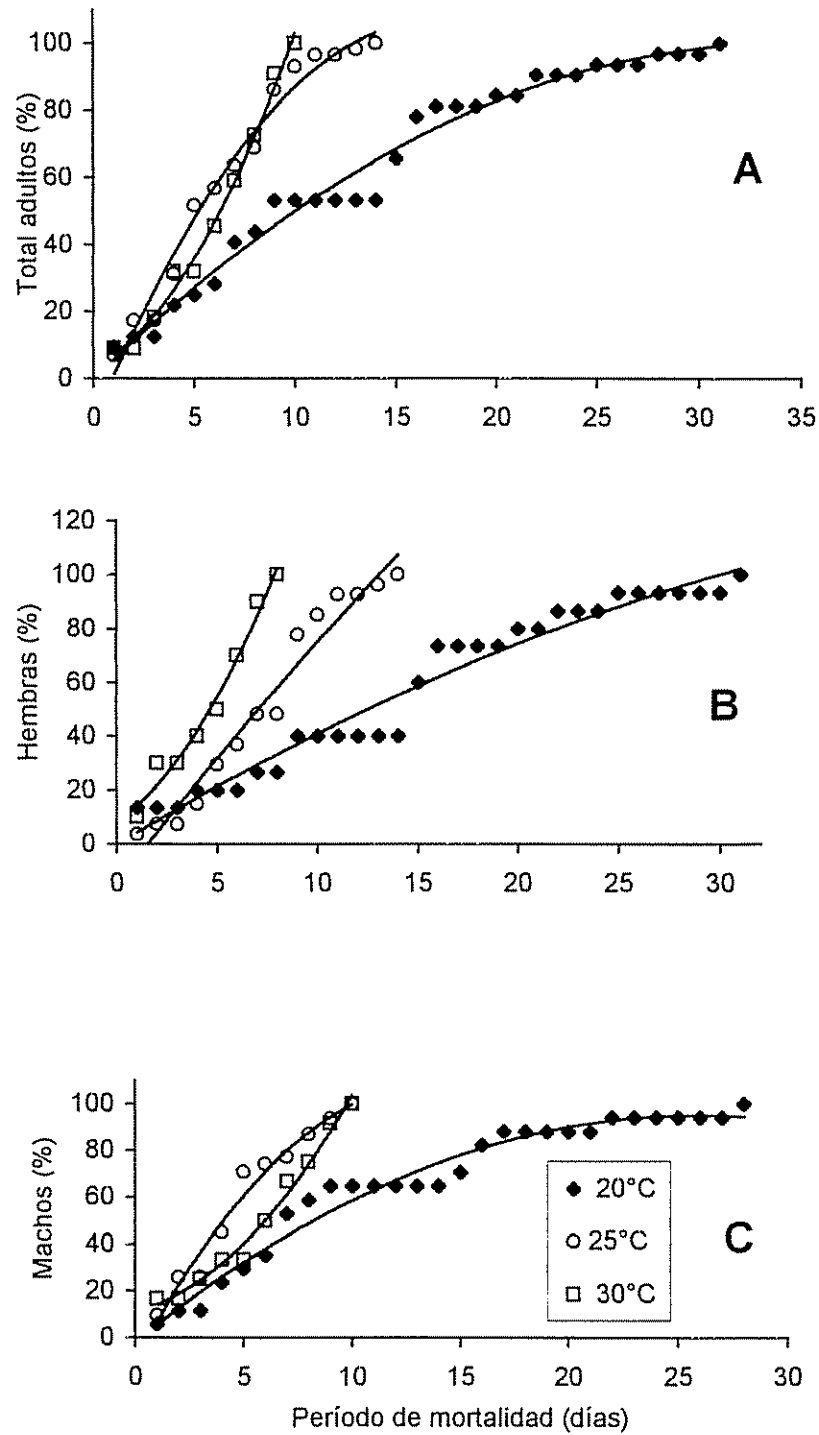 Total adultos (%)
100
80
60
40
20
0
0 5 10 15 20 25 30 35
A
Hembras (%)
120
100
80
60
40
20
0
0 5 10 15 20 25 30
B
Machos (%)
100
80
60
40
20
0
0 5 10 15 20 25 30
20°C
25°C
30°C
C
Período de mortalidad (días)